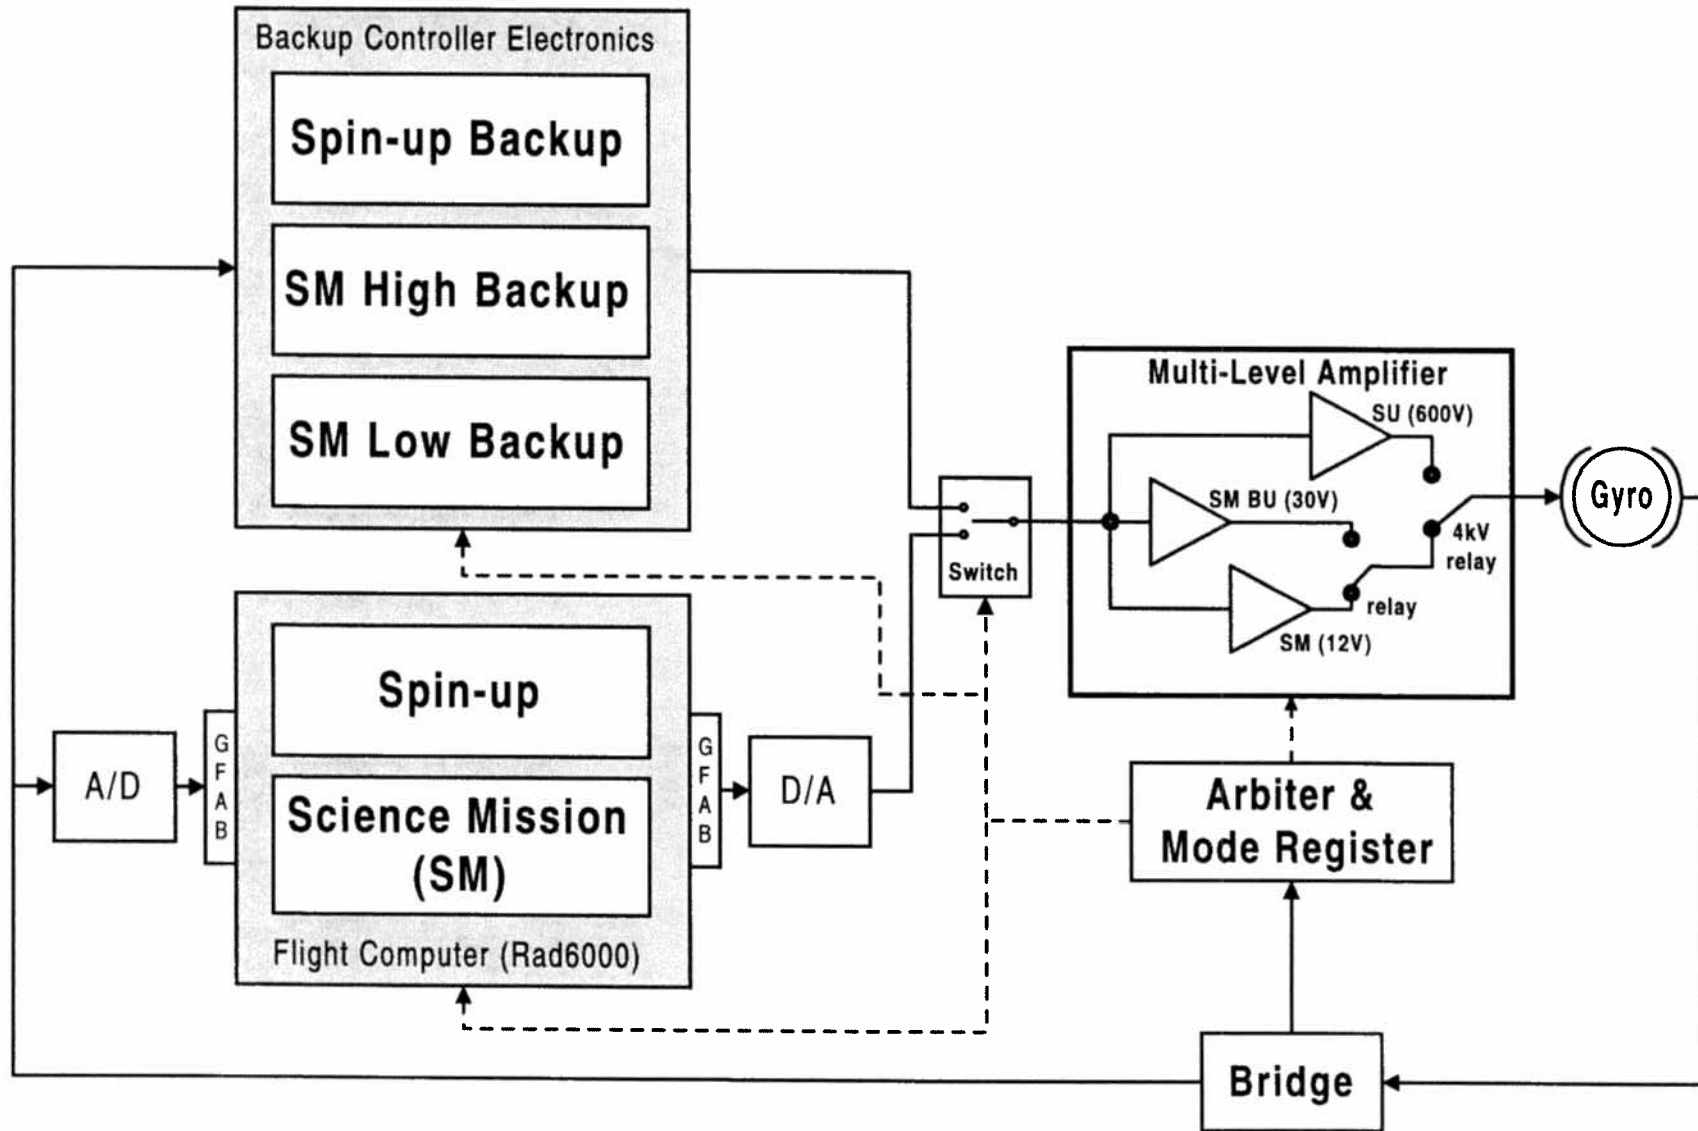 Backup Controller Electronics
Spin-up Backup
SM High Backup
SM Low Backup
Multi-Level Amplifier
SU (600V)
SM BU (30V)
4kV
relay
relay
SM (12V)
Gyro
Switch
Spin-up
Science Mission
(SM)
Flight Computer (Rad6000)
A/D
G
F
A
B
G
F
A
B
D/A
Arbiter &
Mode Register
Bridge